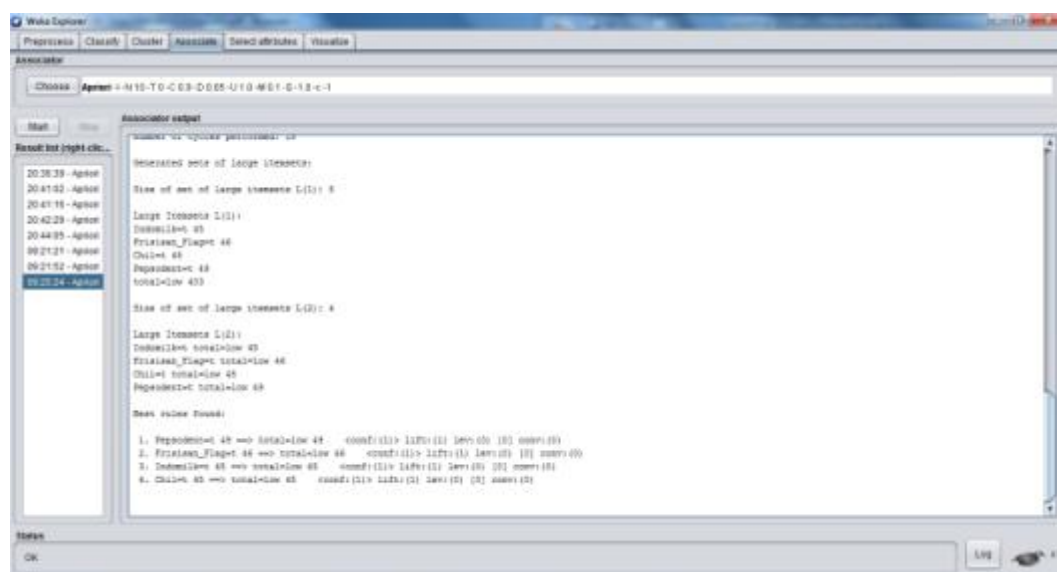 Weka Explorer
Preprocess Classify Cluster Associate Select attributes Visualize
Associator
Choose Apriori -N 10 -T 0 -C 0.9 -D 0.05 -U 1.0 -M 0.1 -S -1.0 -c -1
Start Stop
Associator output
Result list (right-clic...
20:38:39 - Apriori
20:41:02 - Apriori
20:41:16 - Apriori
20:42:29 - Apriori
20:44:05 - Apriori
09:21:21 - Apriori
09:21:52 - Apriori
09:25:24 - Apriori
Number of cycles performed:
Generated sets of large itemsets:
Size of set of large itemsets L(1): 5
Large Itemsets L(1):
Indomilk=t 45
Frisian_Flag=t 46
=t 45
Pepsodent=t 49
total=low 433
Size of set of large itemsets L(2): 4
Large Itemsets L(2):
Indomilk=t total=low 45
Frisian_Flag=t total=low 46
=t total=low 45
Pepsodent=t total=low 49
Best rules found:
1. Pepsodent=t 49 ==> total=low 49 <conf:(1)> lift:(1) lev:(0) [0] conv:(0)
2. Frisian_Flag=t 46 ==> total=low 46 <conf:(1)> lift:(1) lev:(0) [0] conv:(0)
3. Indomilk=t 45 ==> total=low 45 <conf:(1)> lift:(1) lev:(0) [0] conv:(0)
4. =t 45 ==> total=low 45 <conf:(1)> lift:(1) lev:(0) [0] conv:(0)
Status
OK
Log